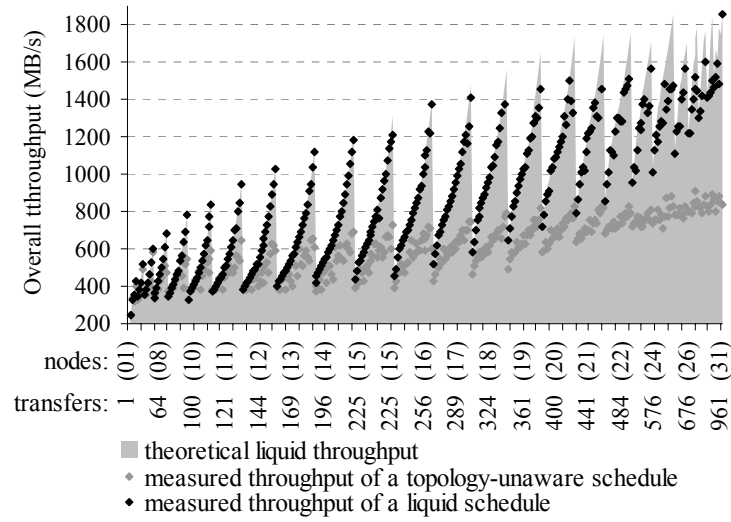 Overall tthroughput (MB/s)
1800
1600
1400
1200
1000
800
600
400
200
nodes: (01) (08) (10) (11) (12) (13) (14) (15) (15) (16) (17) (18) (19) (20) (21) (22) (24) (26) (31)
transfers: 1 64 100 121 144 169 196 225 225 256 289 324 361 400 441 484 576 676 961
theoretical liquid throughput
measured throughput of a topology-unaware schedule
measured throughput of a liquid schedule